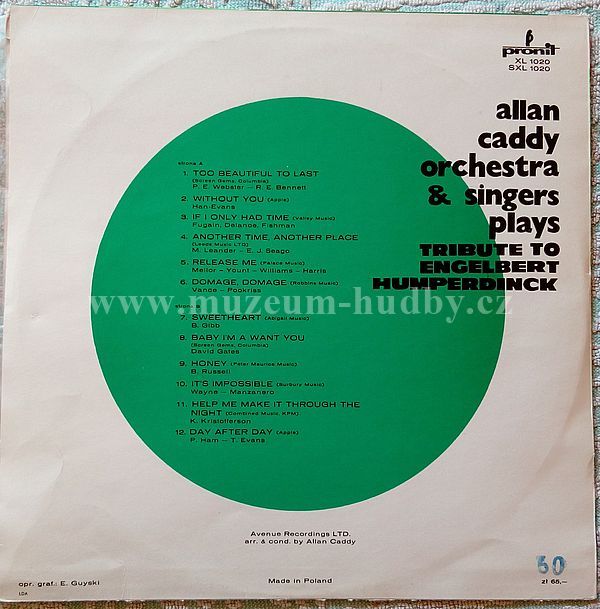 pronit
XL 1020
SXL 1020
allan
caddy
orchestra
& singers
plays
TRIBUTE TO
ENGELBERT
HUMPERDINCK
strona A
1. TOO BEAUTIFUL TO LAST
(Screen Gems, Columbia)
P. E. Webster – R. E. Bennett
2. WITHOUT YOU (Apple)
Han-Evans
3. IF I ONLY HAD TIME (Valley Music)
Fugain, Delanoe, Fishman
4. ANOTHER TIME, ANOTHER PLACE
(Leeds Music LTD)
M. Leander – E. J. Seago
5. RELEASE ME (Palace Music)
Mellor – Yount – Williams – Harris
6. DOMAGE, DOMAGE (Robbins Music)
Vance – Pookriss
strona B
7. SWEETHEART (Abigail Music)
B. Gibb
8. BABY I'M A WANT YOU
(Screen Gems, Columbia)
David Gates
9. HONEY (Peter Maurice Music)
B. Russell
10. IT'S IMPOSSIBLE (Sunbury Music)
Wayne – Manzanero
11. HELP ME MAKE IT THROUGH THE
NIGHT (Combined Music, KPM)
K. Kristofferson
12. DAY AFTER DAY (Apple)
P. Ham – T. Evans
www.muzeum-hudby.cz
Avenue Recordings LTD.
arr. & cond. by Allan Caddy
opr. graf.: E. Guyski
LDA
Made in Poland
60
zł 65,—